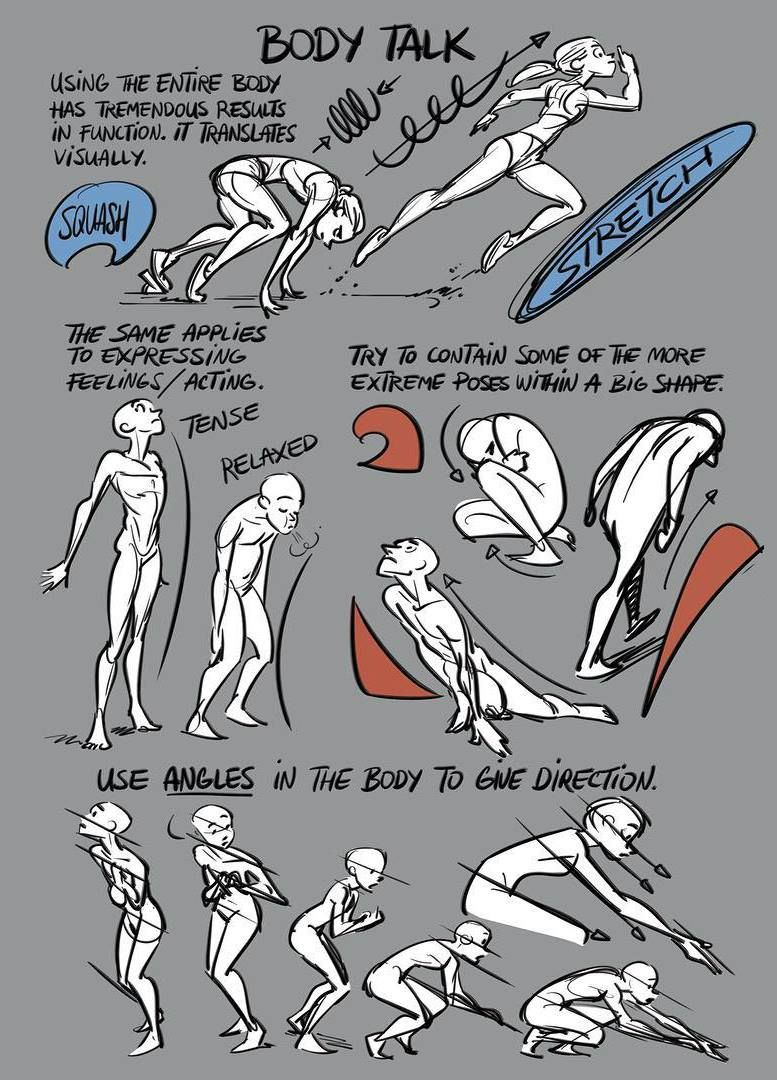 BODY TALK
USING THE ENTIRE BODY
HAS TREMENDOUS RESULTS
IN FUNCTION. IT TRANSLATES
VISUALLY.
SQUASH
STRETCH
THE SAME APPLIES
TO EXPRESSING
FEELINGS/ACTING.
TENSE
RELAXED
TRY TO CONTAIN SOME OF THE MORE
EXTREME POSES WITHIN A BIG SHAPE.
USE ANGLES IN THE BODY TO GIVE DIRECTION.